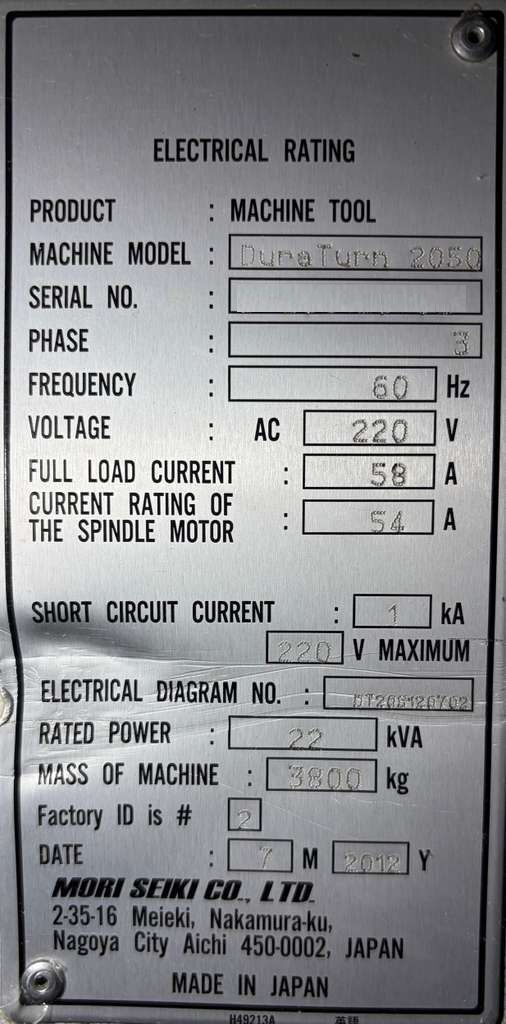 ELECTRICAL RATING
PRODUCT : MACHINE TOOL
MACHINE MODEL : DuraTurn 2050
SERIAL NO. :
PHASE : 3
FREQUENCY : 60 Hz
VOLTAGE : AC 220 V
FULL LOAD CURRENT : 58 A
CURRENT RATING OF
THE SPINDLE MOTOR : 54 A
SHORT CIRCUIT CURRENT : 1 kA
220 V MAXIMUM
ELECTRICAL DIAGRAM NO. :
RATED POWER : 22 kVA
MASS OF MACHINE : 3800 kg
Factory ID is # 2
DATE : 7 M 2012 Y
MORI SEIKI CO., LTD.
2-35-16 Meieki, Nakamura-ku,
Nagoya City Aichi 450-0002, JAPAN
MADE IN JAPAN
H49213A 英語